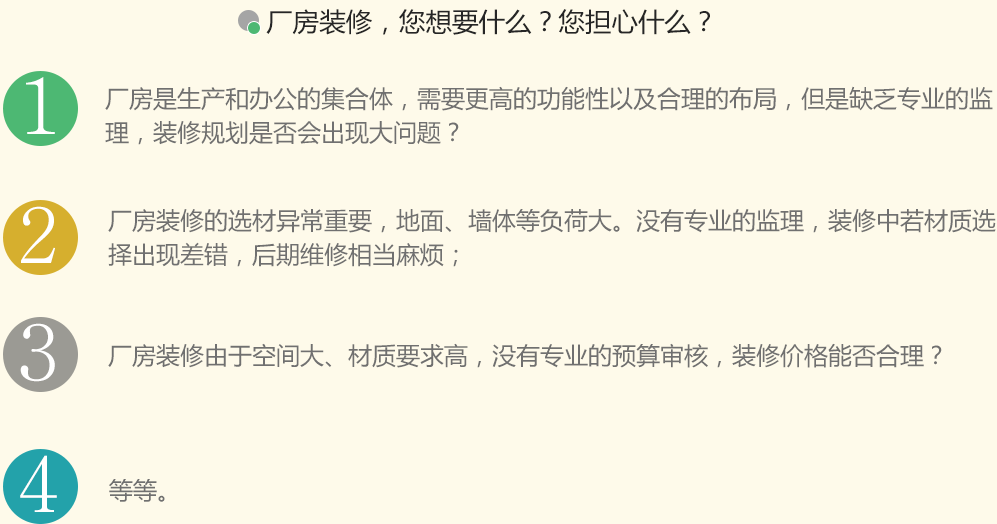 厂房装修，您想要什么？您担心什么？
1
厂房是生产和办公的集合体，需要更高的功能性以及合理的布局，但是缺乏专业的监
理，装修规划是否会出现大问题？
2
厂房装修的选材异常重要，地面、墙体等负荷大。没有专业的监理，装修中若材质选
择出现差错，后期维修相当麻烦；
3
厂房装修由于空间大、材质要求高，没有专业的预算审核，装修价格能否合理？
4
等等。